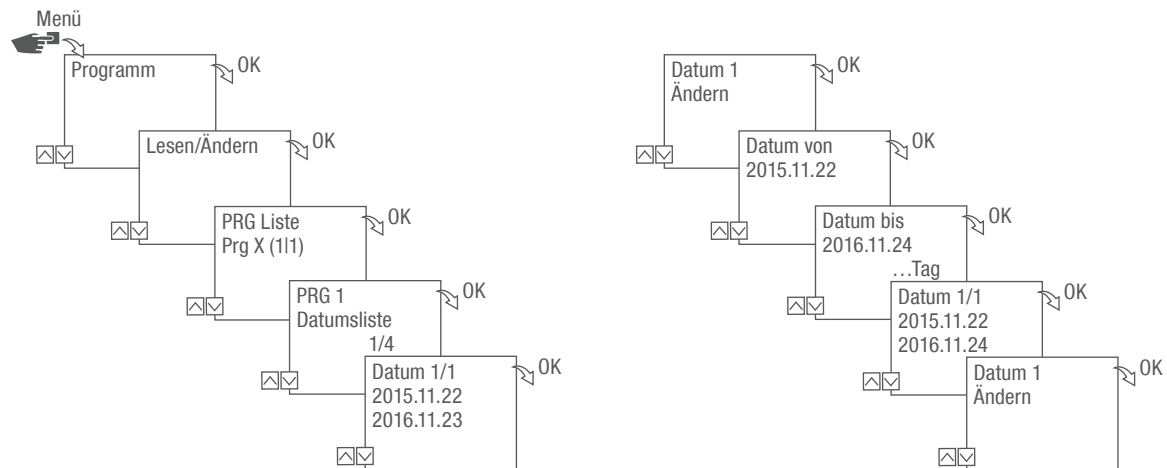 Menü
Programm
OK
Lesen/Ändern
OK
PRG Liste
Prg X (1|1)
OK
PRG 1
Datumsliste
OK
1/4
Datum 1/1
2015.11.22
2016.11.23
OK
Datum 1
Ändern
OK
Datum von
2015.11.22
OK
Datum bis
2016.11.24
OK
...Tag
Datum 1/1
2015.11.22
2016.11.24
OK
Datum 1
Ändern
OK